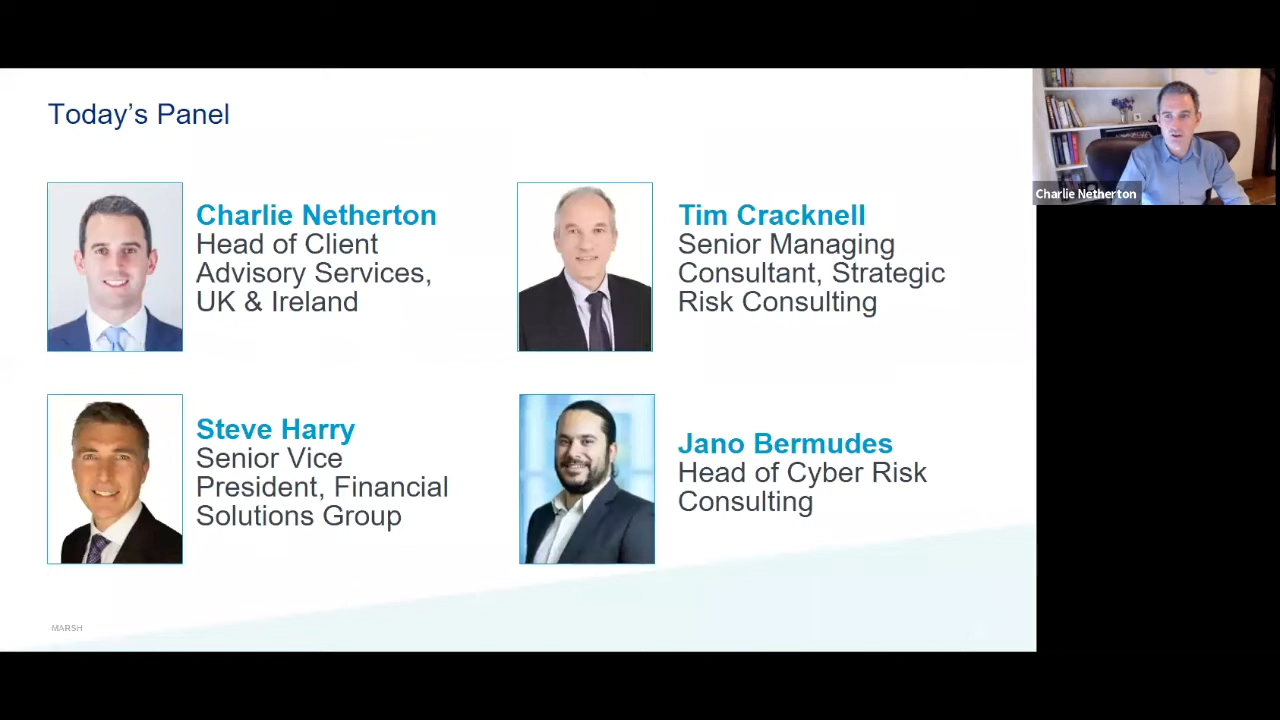 Today's Panel
Charlie Netherton
Head of Client
Advisory Services,
UK & Ireland
Tim Cracknell
Senior Managing
Consultant, Strategic
Risk Consulting
Steve Harry
Senior Vice
President, Financial
Solutions Group
Jano Bermudes
Head of Cyber Risk
Consulting
MARSH
Charlie Netherton